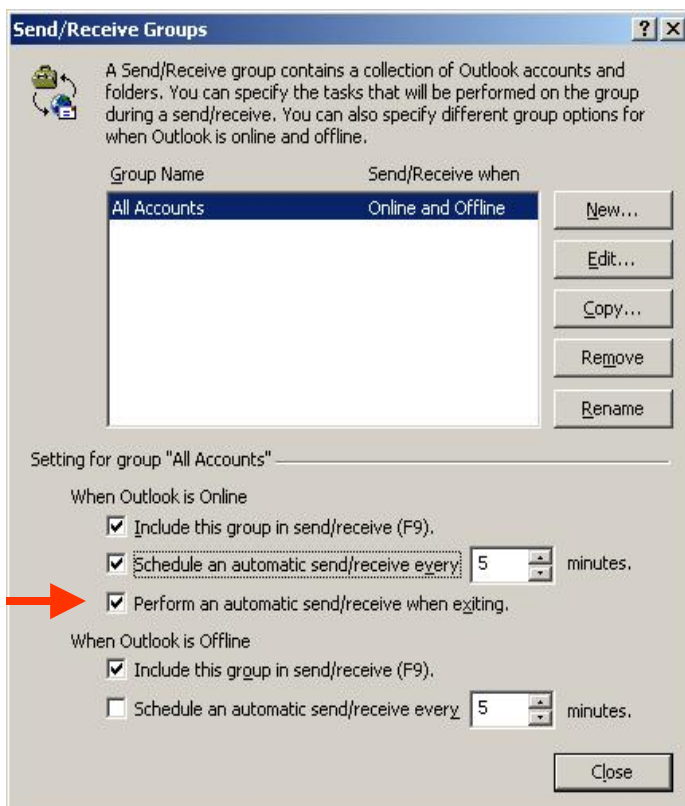 Send/Receive Groups
A Send/Receive group contains a collection of Outlook accounts and
folders. You can specify the tasks that will be performed on the group
during a send/receive. You can also specify different group options for
when Outlook is online and offline.
Group Name Send/Receive when
All Accounts Online and Offline
New...
Edit...
Copy...
Remove
Rename
Setting for group "All Accounts"
When Outlook is Online
Include this group in send/receive (F9).
Schedule an automatic send/receive every 5 minutes.
Perform an automatic send/receive when exiting.
When Outlook is Offline
Include this group in send/receive (F9).
Schedule an automatic send/receive every 5 minutes.
Close